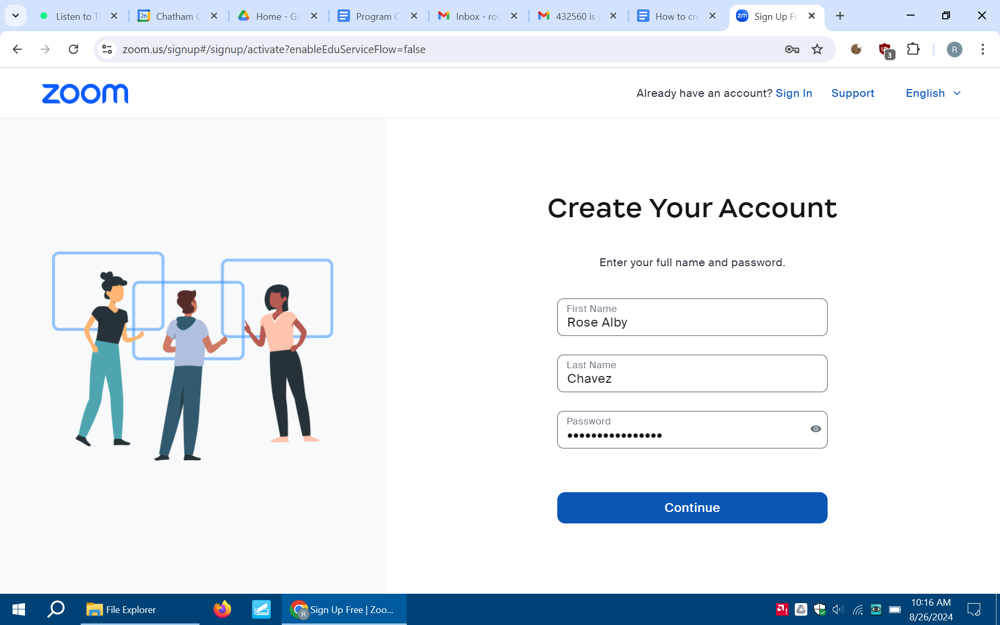 Listen to T
26
Chatham C
Home - Go
Program C
Inbox - ros
432560 is y
How to cre
zm
Sign Up Fr
zoom.us/signup#/signup/activate?enableEduServiceFlow=false
3
R
zoom
Already have an account? Sign In
Support
English
Create Your Account
Enter your full name and password.
First Name
Rose Alby
Last Name
Chavez
Password
••••••••••••••••
Continue
File Explorer
R
Sign Up Free | Zoo...
10:16 AM
8/26/2024